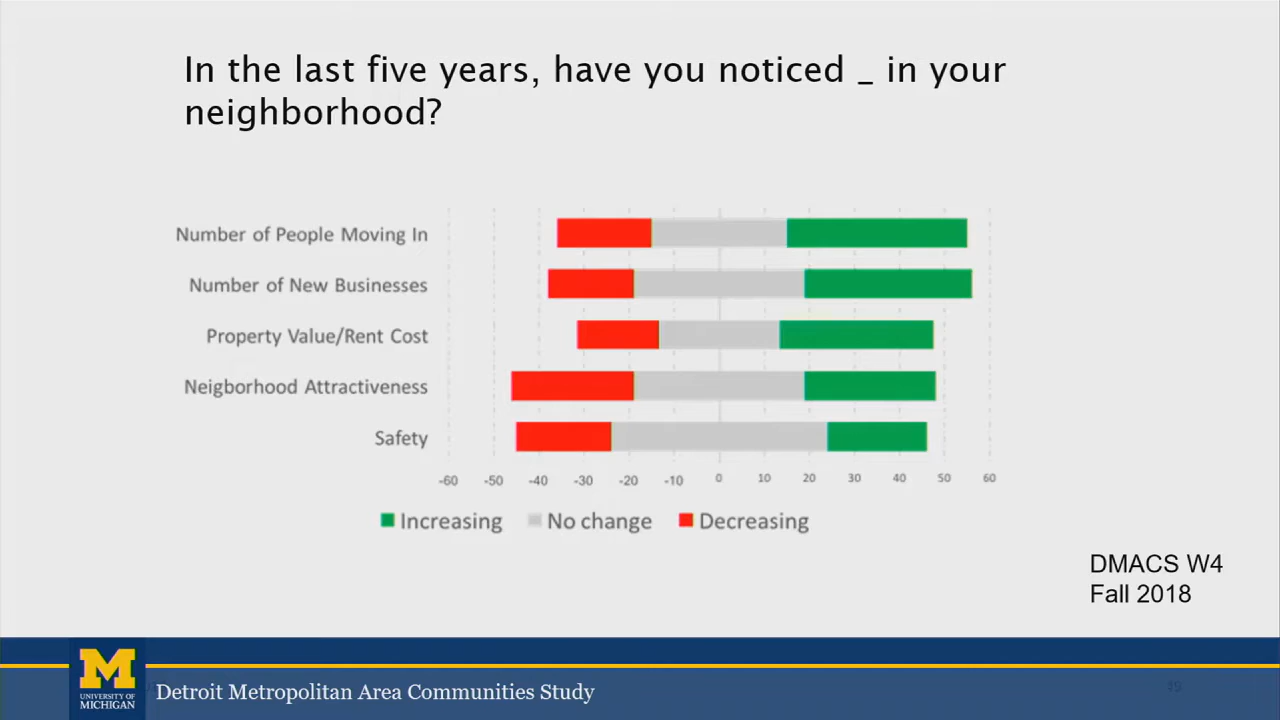 In the last five years, have you noticed _ in your
neighborhood?
Number of People Moving In
Number of New Businesses
Property Value/Rent Cost
Neigborhood Attractiveness
Safety
-60 -50 -40 -30 -20 -10 0 10 20 30 40 50 60
Increasing No change Decreasing
DMACS W4
Fall 2018
M
UNIVERSITY OF
MICHIGAN
Detroit Metropolitan Area Communities Study
49